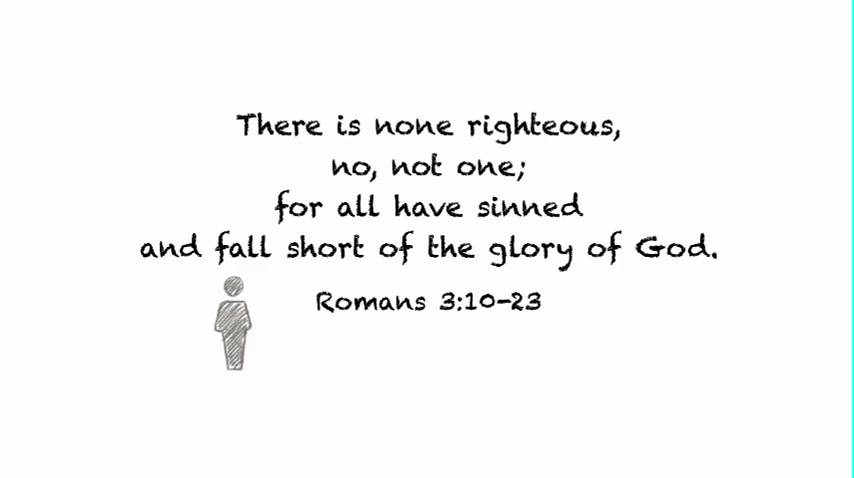 There is none righteous,
no, not one;
for all have sinned
and fall short of the glory of God.
Romans 3:10-23